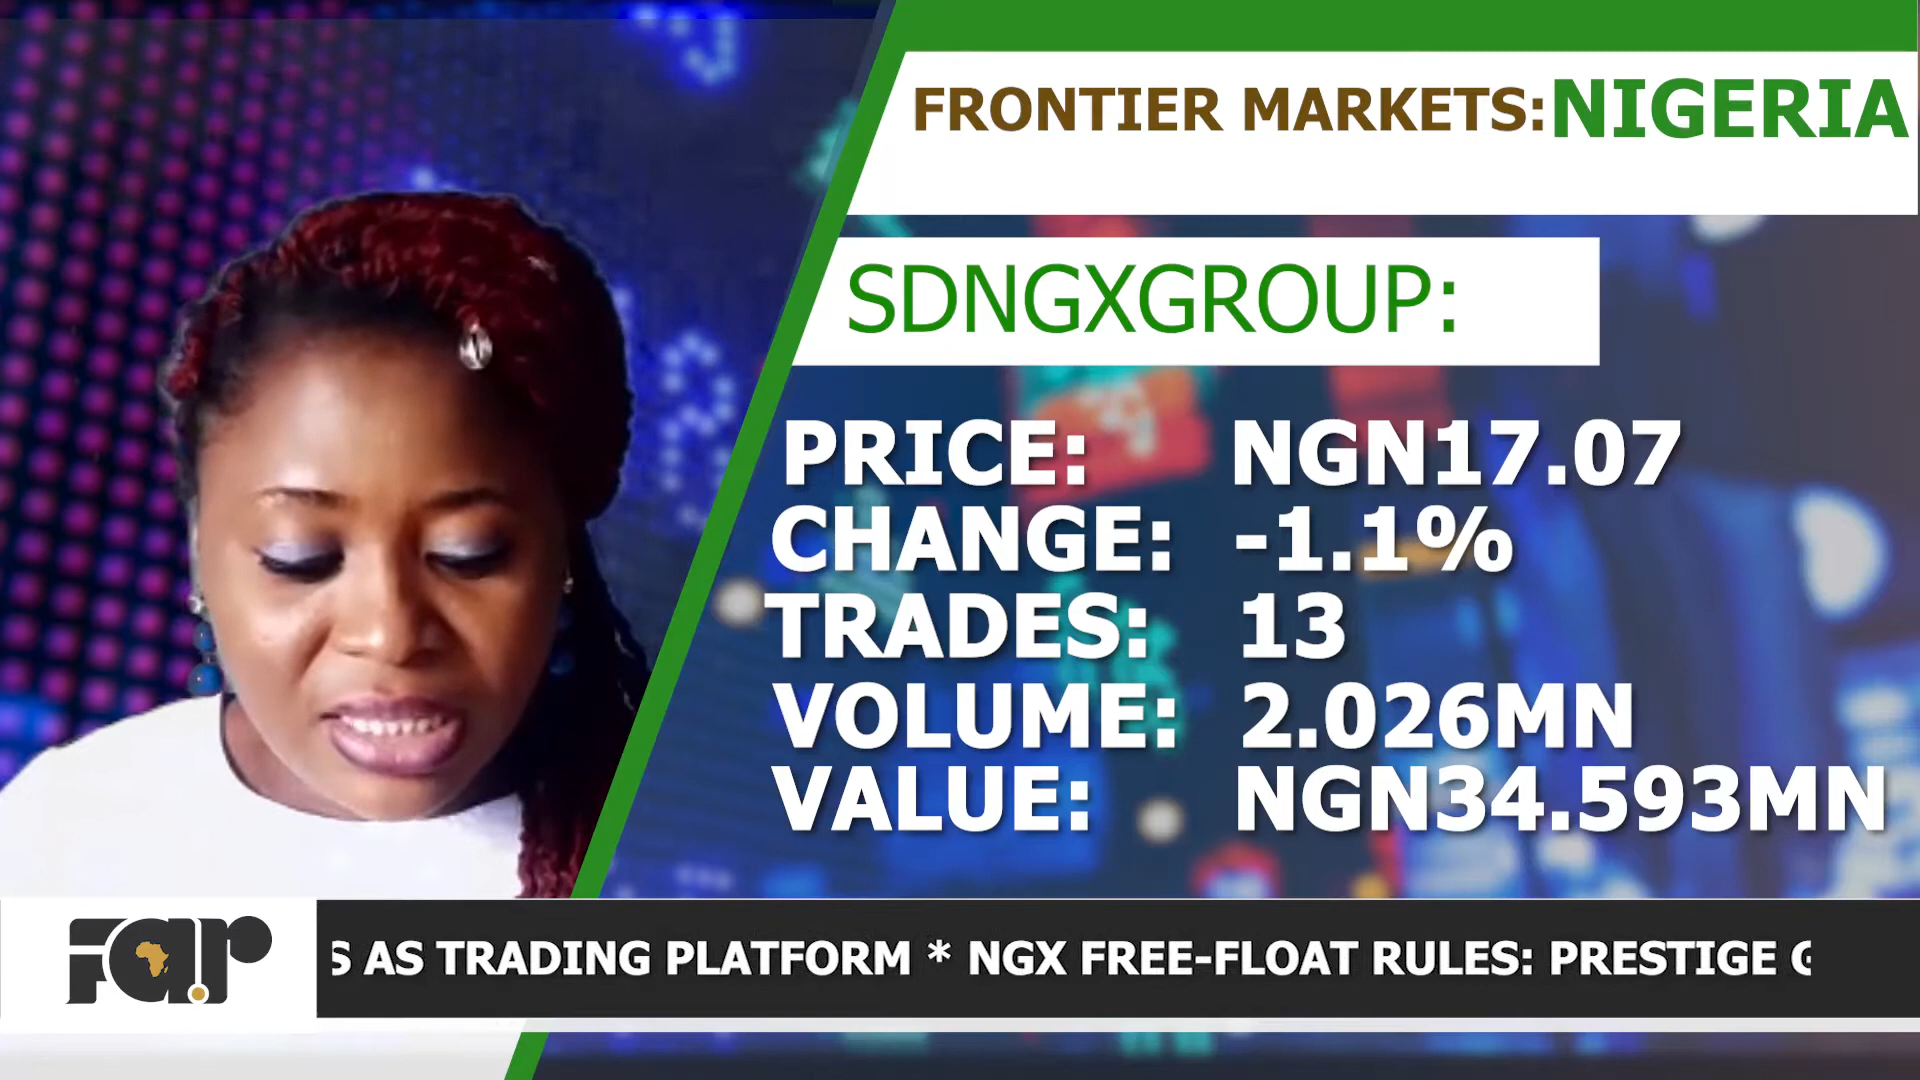 FRONTIER MARKETS:NIGERIA
SDNGXGROUP:
PRICE: NGN17.07
CHANGE: -1.1%
TRADES: 13
VOLUME: 2.026MN
VALUE: NGN34.593MN
Far
S AS TRADING PLATFORM * NGX FREE-FLOAT RULES: PRESTIGE